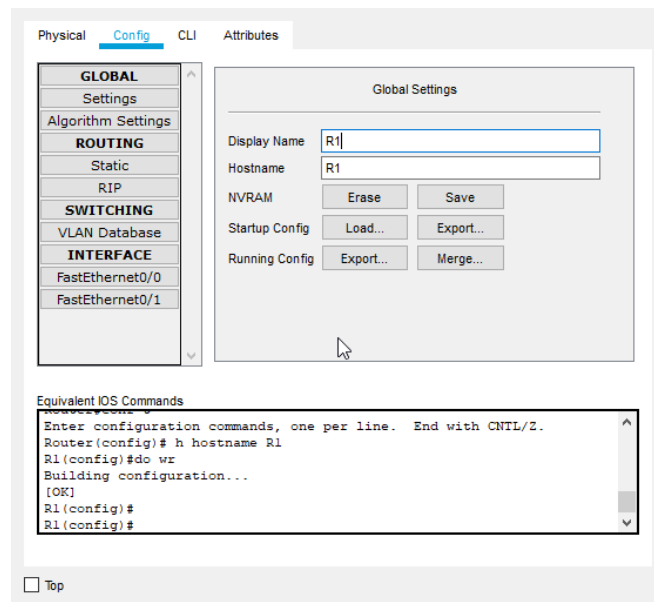 Physical Config CLI Attributes
GLOBAL
Settings
Algorithm Settings
ROUTING
Static
RIP
SWITCHING
VLAN Database
INTERFACE
FastEthernet0/0
FastEthernet0/1
Global Settings
Display Name R1
Hostname R1
NVRAM Erase Save
Startup Config Load... Export...
Running Config Export... Merge...
Equivalent IOS Commands
Enter configuration commands, one per line. End with CNTL/Z.
Router(config)# h hostname R1
R1(config)#do wr
Building configuration...
[OK]
R1(config)#
R1(config)#
Top